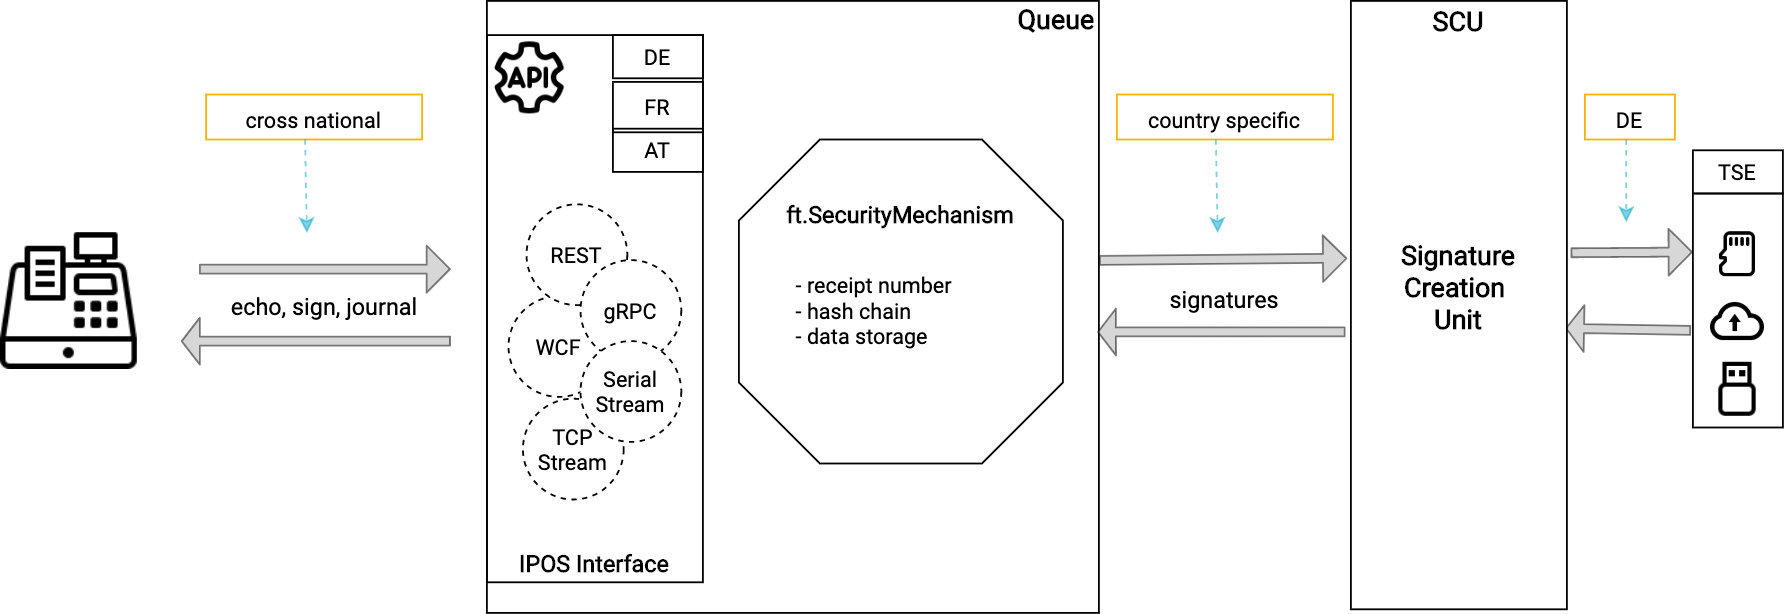 cross national
echo, sign, journal
Queue
API
DE
FR
AT
REST
gRPC
WCF
Serial
Stream
TCP
Stream
IPOS Interface
ft.SecurityMechanism
- receipt number
- hash chain
- data storage
country specific
signatures
SCU
Signature
Creation
Unit
DE
TSE